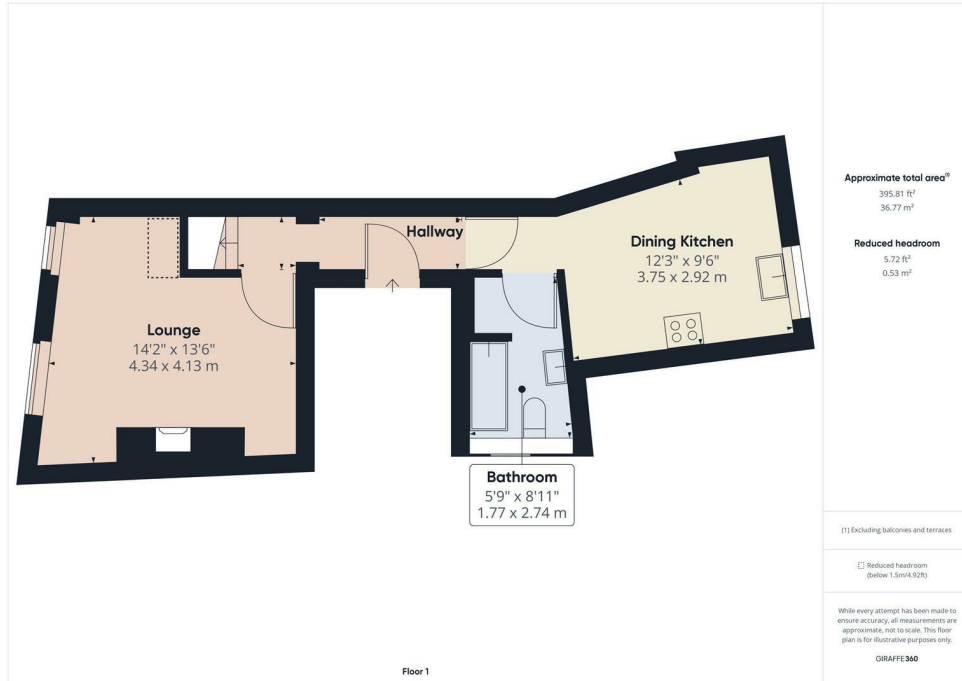 Hallway
Dining Kitchen
12'3" x 9'6"
3.75 x 2.92 m
Lounge
14'2" x 13'6"
4.34 x 4.13 m
Bathroom
5'9" x 8'11"
1.77 x 2.74 m
Floor 1
Approximate total area(1)
395.81 ft²
36.77 m²
Reduced headroom
5.72 ft²
0.53 m²
(1) Excluding balconies and terraces
Reduced headroom
(below 1.5m/4.92ft)
While every attempt has been made to
ensure accuracy, all measurements are
approximate, not to scale. This floor
plan is for illustrative purposes only.
GIRAFFE360